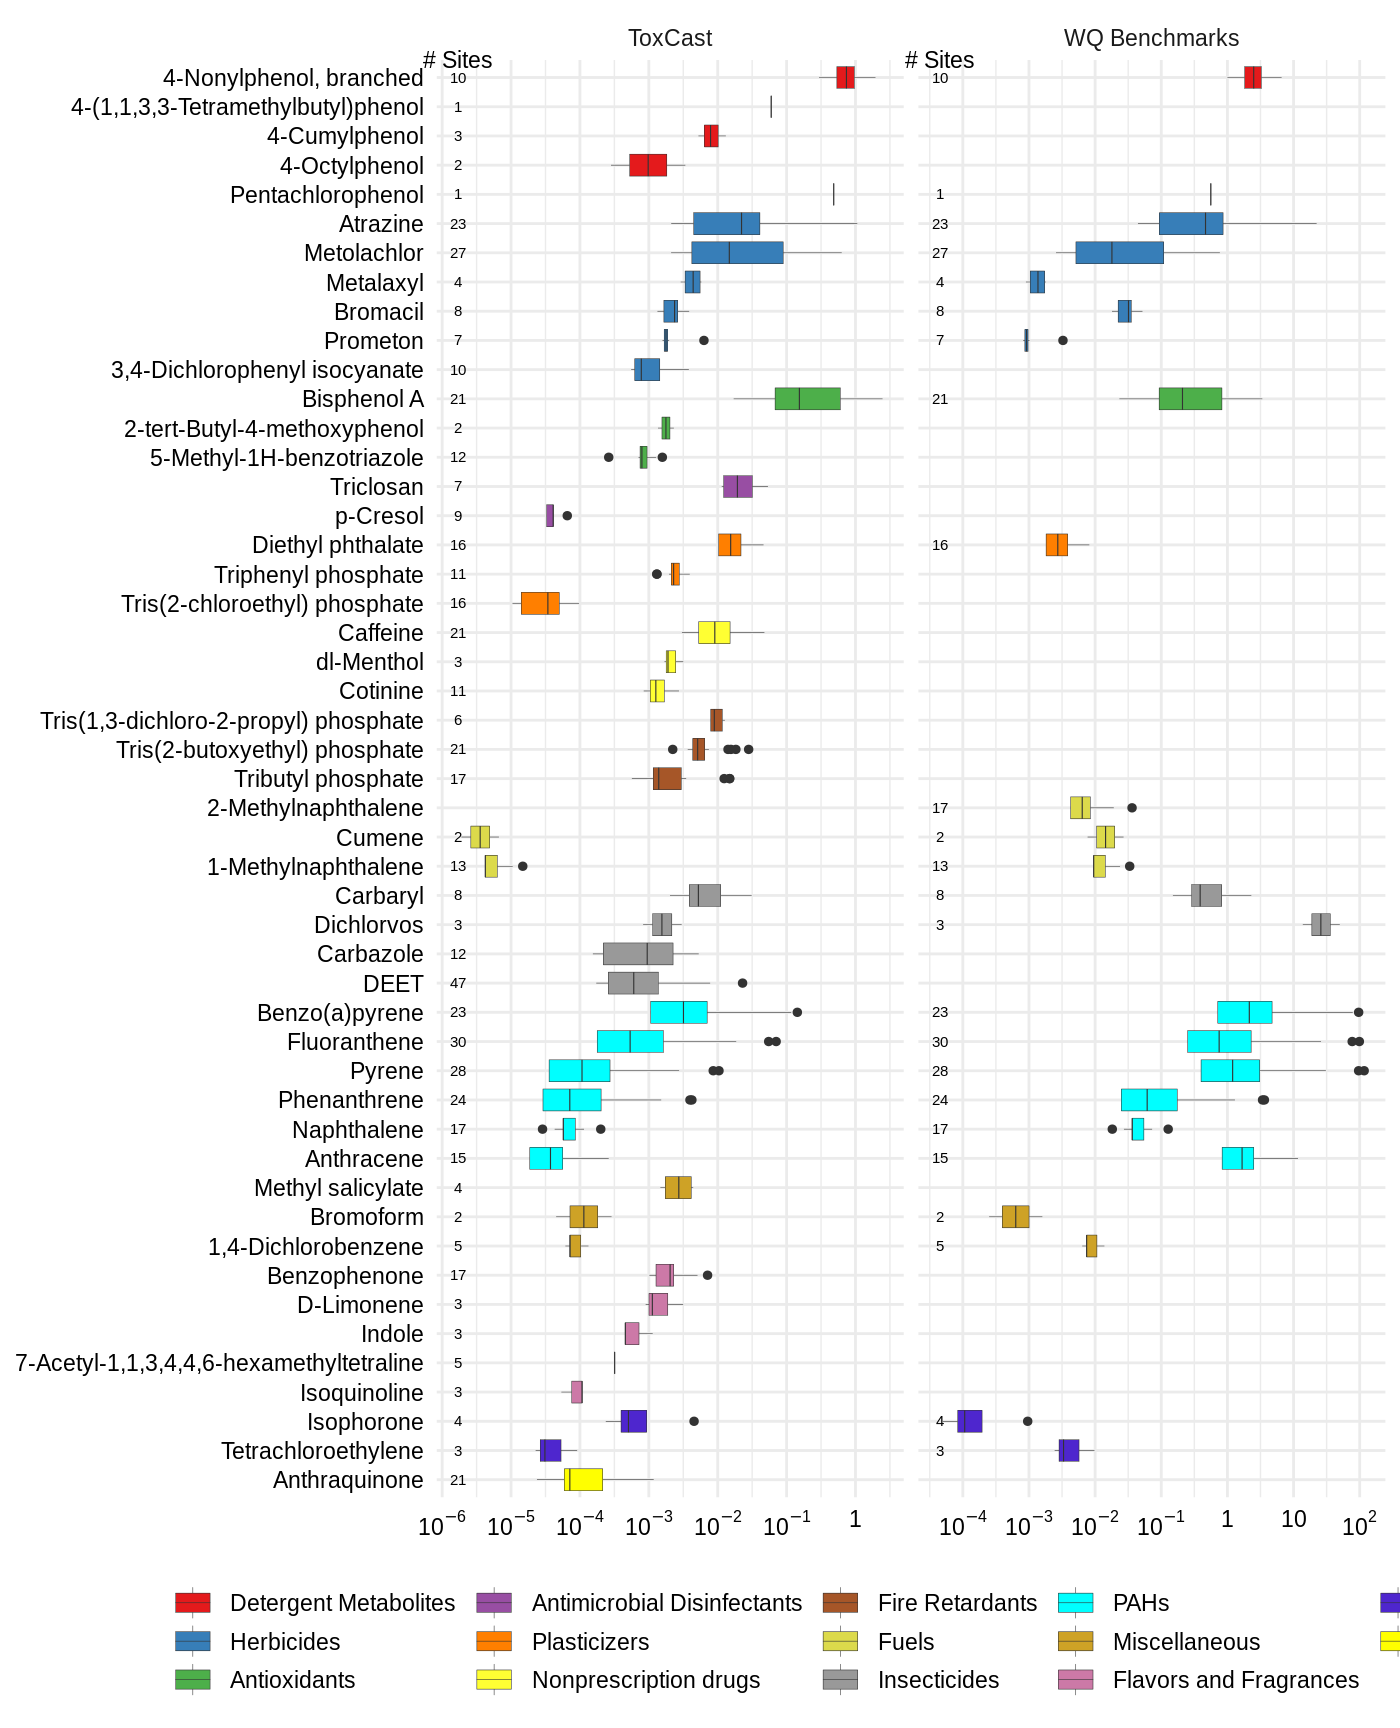 ToxCast WQ Benchmarks
# Sites # Sites
4-Nonylphenol, branched 10 10
4-(1,1,3,3-Tetramethylbutyl)phenol 1
4-Cumylphenol 3
4-Octylphenol 2
Pentachlorophenol 1 1
Atrazine 23 23
Metolachlor 27 27
Metalaxyl 4 4
Bromacil 8 8
Prometon 7 7
3,4-Dichlorophenyl isocyanate 10
Bisphenol A 21 21
2-tert-Butyl-4-methoxyphenol 2
5-Methyl-1H-benzotriazole 12
Triclosan 7
p-Cresol 9
Diethyl phthalate 16 16
Triphenyl phosphate 11
Tris(2-chloroethyl) phosphate 16
Caffeine 21
dl-Menthol 3
Cotinine 11
Tris(1,3-dichloro-2-propyl) phosphate 6
Tris(2-butoxyethyl) phosphate 21
Tributyl phosphate 17
2-Methylnaphthalene 17
Cumene 2 2
1-Methylnaphthalene 13 13
Carbaryl 8 8
Dichlorvos 3 3
Carbazole 12
DEET 47
Benzo(a)pyrene 23 23
Fluoranthene 30 30
Pyrene 28 28
Phenanthrene 24 24
Naphthalene 17 17
Anthracene 15 15
Methyl salicylate 4
Bromoform 2 2
1,4-Dichlorobenzene 5 5
Benzophenone 17
D-Limonene 3
Indole 3
7-Acetyl-1,1,3,4,4,6-hexamethyltetraline 5
Isoquinoline 3
Isophorone 4 4
Tetrachloroethylene 3 3
Anthraquinone 21
10⁻⁶ 10⁻⁵ 10⁻⁴ 10⁻³ 10⁻² 10⁻¹ 1 10⁻⁴ 10⁻³ 10⁻² 10⁻¹ 1 10 10²
Detergent Metabolites Antimicrobial Disinfectants Fire Retardants PAHs
Herbicides Plasticizers Fuels Miscellaneous
Antioxidants Nonprescription drugs Insecticides Flavors and Fragrances